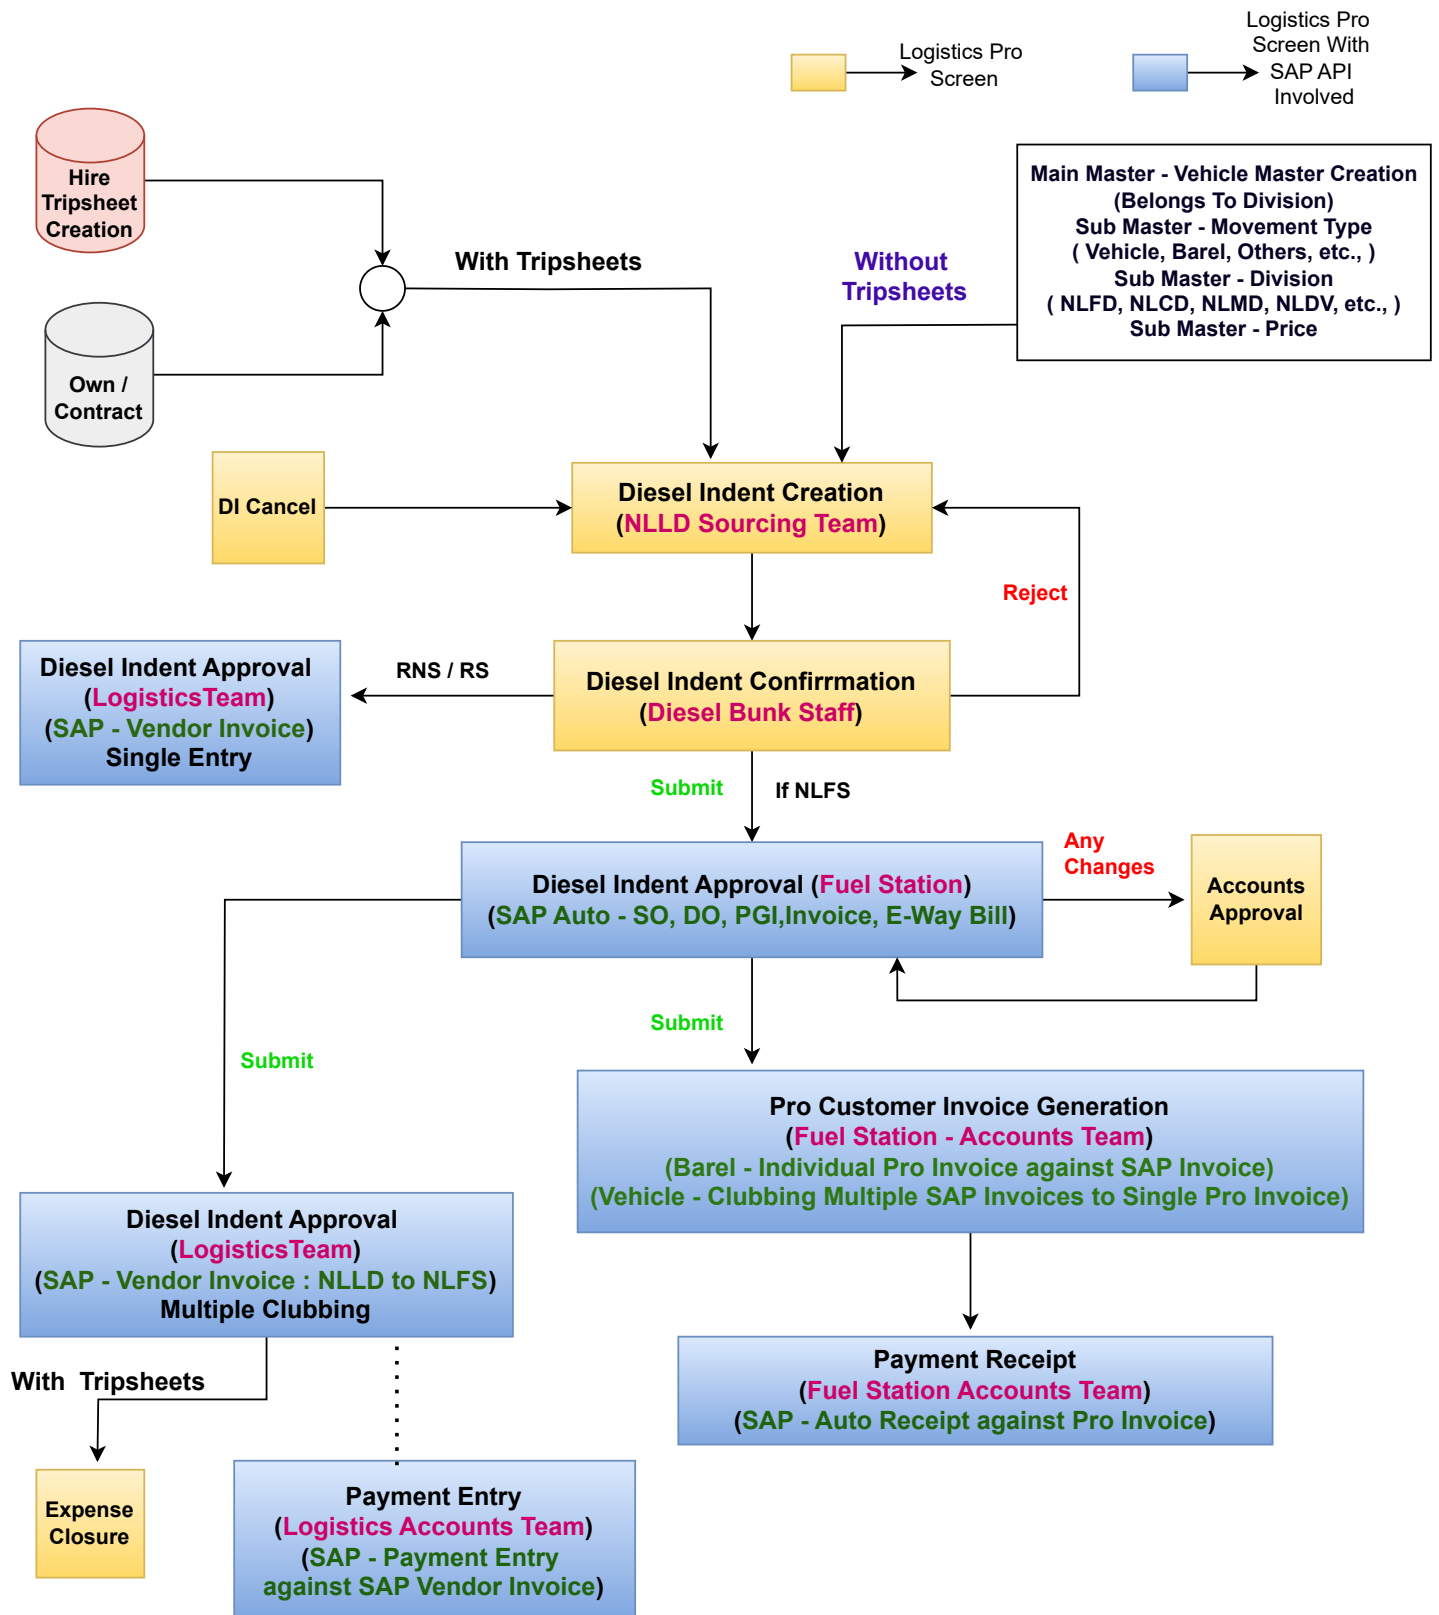 Logistics Pro
Screen
Logistics Pro
Screen With
SAP API
Involved
Hire
Tripsheet
Creation
Own /
Contract
With Tripsheets
Without
Tripsheets
Main Master - Vehicle Master Creation
(Belongs To Division)
Sub Master - Movement Type
( Vehicle, Barel, Others, etc., )
Sub Master - Division
( NLFD, NLCD, NLMD, NLDV, etc., )
Sub Master - Price
DI Cancel
Diesel Indent Creation
(NLLD Sourcing Team)
Reject
Diesel Indent Approval
(LogisticsTeam)
(SAP - Vendor Invoice)
Single Entry
RNS / RS
Diesel Indent Confirrmation
(Diesel Bunk Staff)
Submit
If NLFS
Diesel Indent Approval (Fuel Station)
(SAP Auto - SO, DO, PGI,Invoice, E-Way Bill)
Any
Changes
Accounts
Approval
Submit
Submit
Pro Customer Invoice Generation
(Fuel Station - Accounts Team)
(Barel - Individual Pro Invoice against SAP Invoice)
(Vehicle - Clubbing Multiple SAP Invoices to Single Pro Invoice)
Diesel Indent Approval
(LogisticsTeam)
(SAP - Vendor Invoice : NLLD to NLFS)
Multiple Clubbing
Payment Receipt
(Fuel Station Accounts Team)
(SAP - Auto Receipt against Pro Invoice)
With Tripsheets
Expense
Closure
Payment Entry
(Logistics Accounts Team)
(SAP - Payment Entry
against SAP Vendor Invoice)